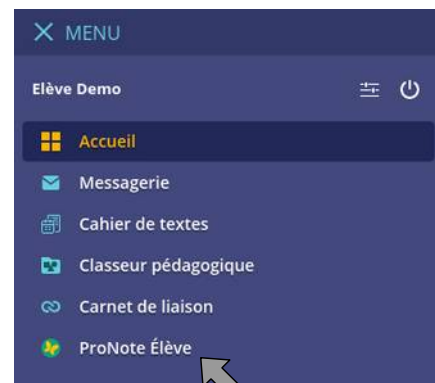 MENU
Elève Demo
Accueil
Messagerie
Cahier de textes
Classeur pédagogique
Carnet de liaison
ProNote Élève